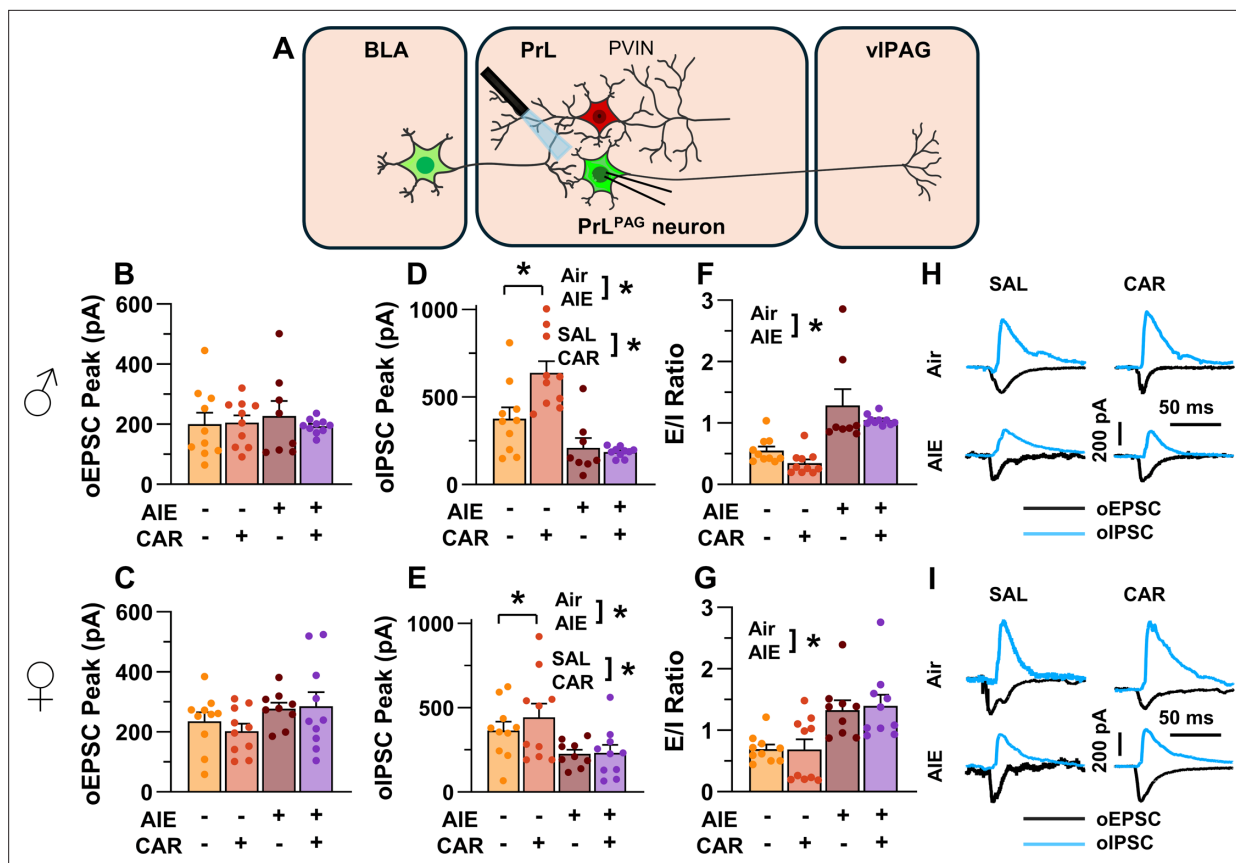 A
BLA
PrL
PVIN
vlPAG
PrLPAG neuron
B
oEPSC Peak (pA)
600
400
200
0
AIE - - + +
CAR - + - +
D
oIPSC Peak (pA)
1000
500
0
*
Air
AIE
] *
SAL
CAR
] *
AIE - - + +
CAR - + - +
F
E/I Ratio
3
2
1
0
Air
AIE
] *
AIE - - + +
CAR - + - +
H
SAL CAR
Air
AIE
200 pA
50 ms
oEPSC
oIPSC
♂
C
oEPSC Peak (pA)
600
400
200
0
AIE - - + +
CAR - + - +
E
oIPSC Peak (pA)
1000
500
0
*
Air
AIE
] *
SAL
CAR
] *
AIE - - + +
CAR - + - +
G
E/I Ratio
3
2
1
0
Air
AIE
] *
AIE - - + +
CAR - + - +
I
SAL CAR
Air
AIE
200 pA
50 ms
oEPSC
oIPSC
♀